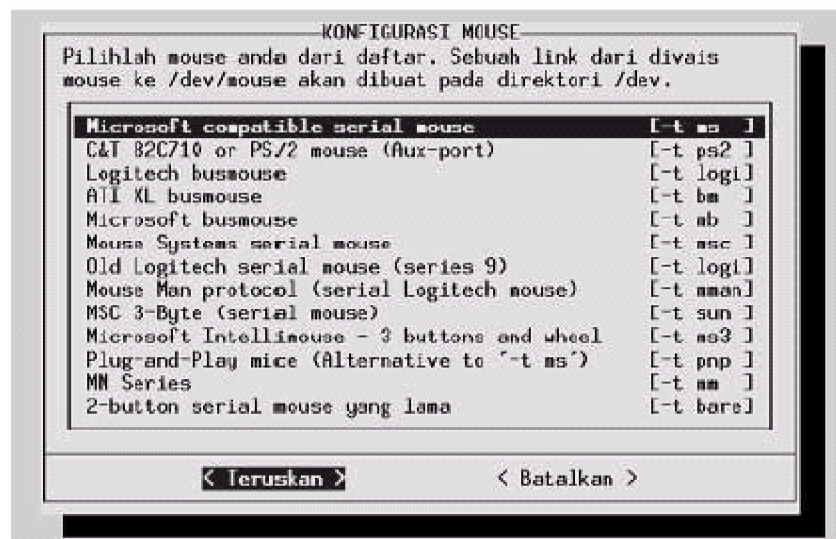 KONFIGURASI MOUSE
Pilihlah mouse anda dari daftar. Sebuah link dari divais
mouse ke /dev/mouse akan dibuat pada direktori /dev.
Microsoft compatible serial mouse [-t ms ]
C&T 82C710 or PS/2 mouse (Aux-port) [-t ps2 ]
Logitech busmouse [-t logi]
ATI XL busmouse [-t bm ]
Microsoft busmouse [-t mb ]
Mouse Systems serial mouse [-t msc ]
Old Logitech serial mouse (series 9) [-t logi]
Mouse Man protocol (serial Logitech mouse) [-t mman]
MSC 3-Byte (serial mouse) [-t sun ]
Microsoft Intellimouse - 3 buttons and wheel [-t ms3 ]
Plug-and-Play mice (Alternative to "-t ms") [-t pnp ]
MN Series [-t mm ]
2-button serial mouse yang lama [-t bare]
< Teruskan > < Batalkan >